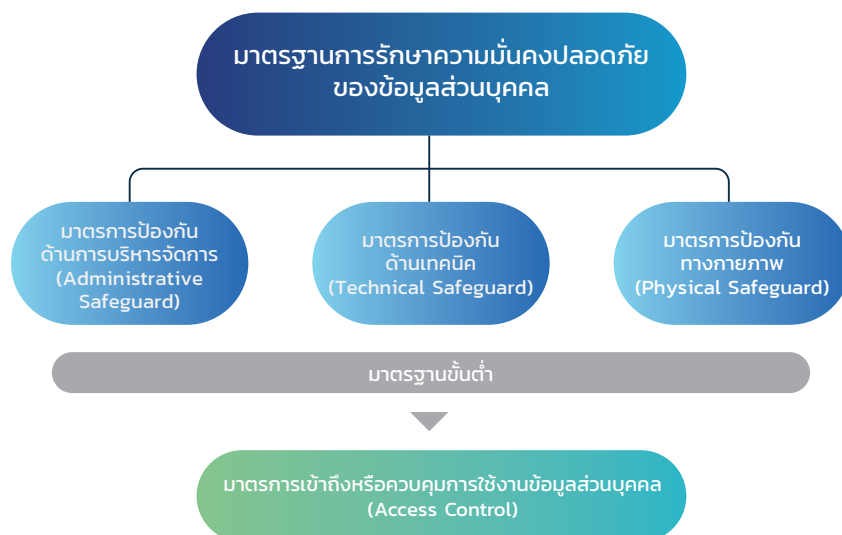 มาตรฐานการรักษาความมั่นคงปลอดภัย
ของข้อมูลส่วนบุคคล
มาตรการป้องกัน
ด้านการบริหารจัดการ
(Administrative
Safeguard)
มาตรการป้องกัน
ด้านเทคนิค
(Technical Safeguard)
มาตรการป้องกัน
ทางกายภาพ
(Physical Safeguard)
มาตรฐานขั้นต่ำ
มาตรการเข้าถึงหรือควบคุมการใช้งานข้อมูลส่วนบุคคล
(Access Control)